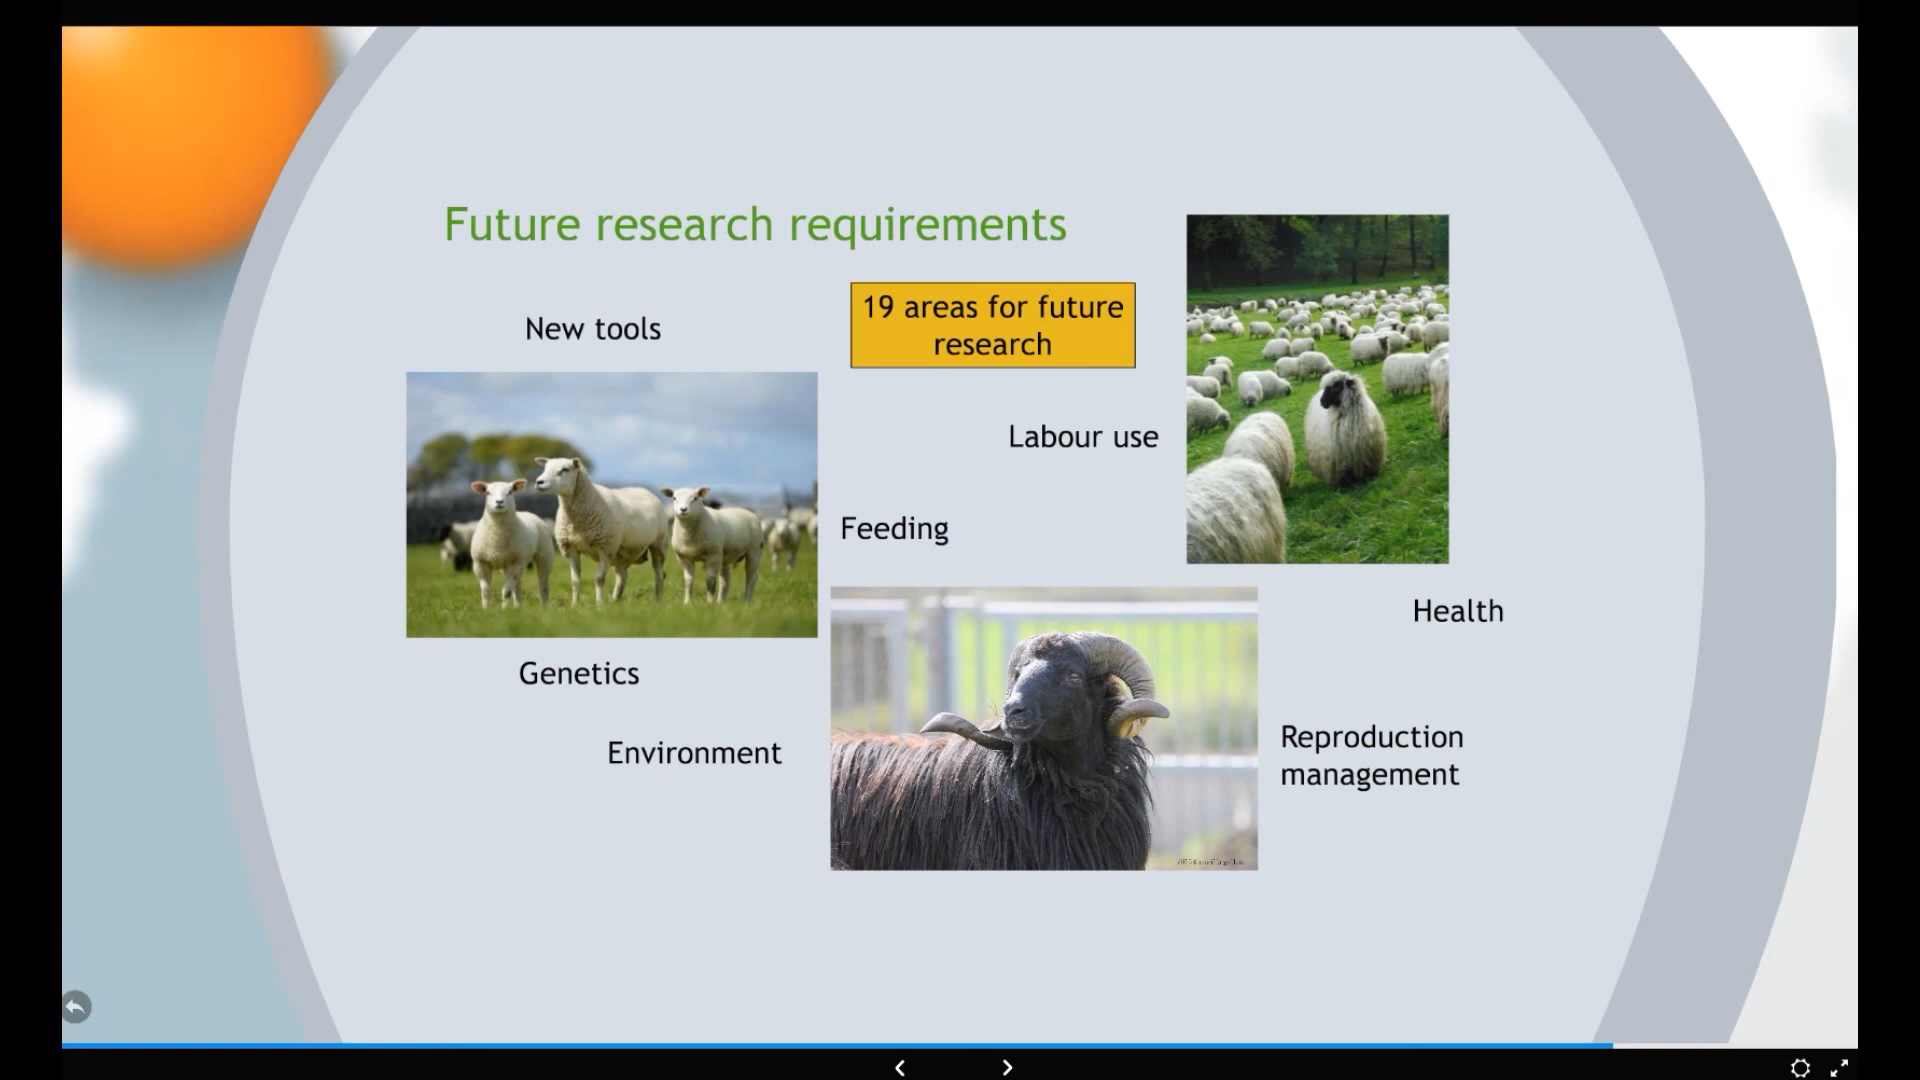 Future research requirements
19 areas for future
research
New tools
Labour use
Feeding
Health
Genetics
Environment
Reproduction
management